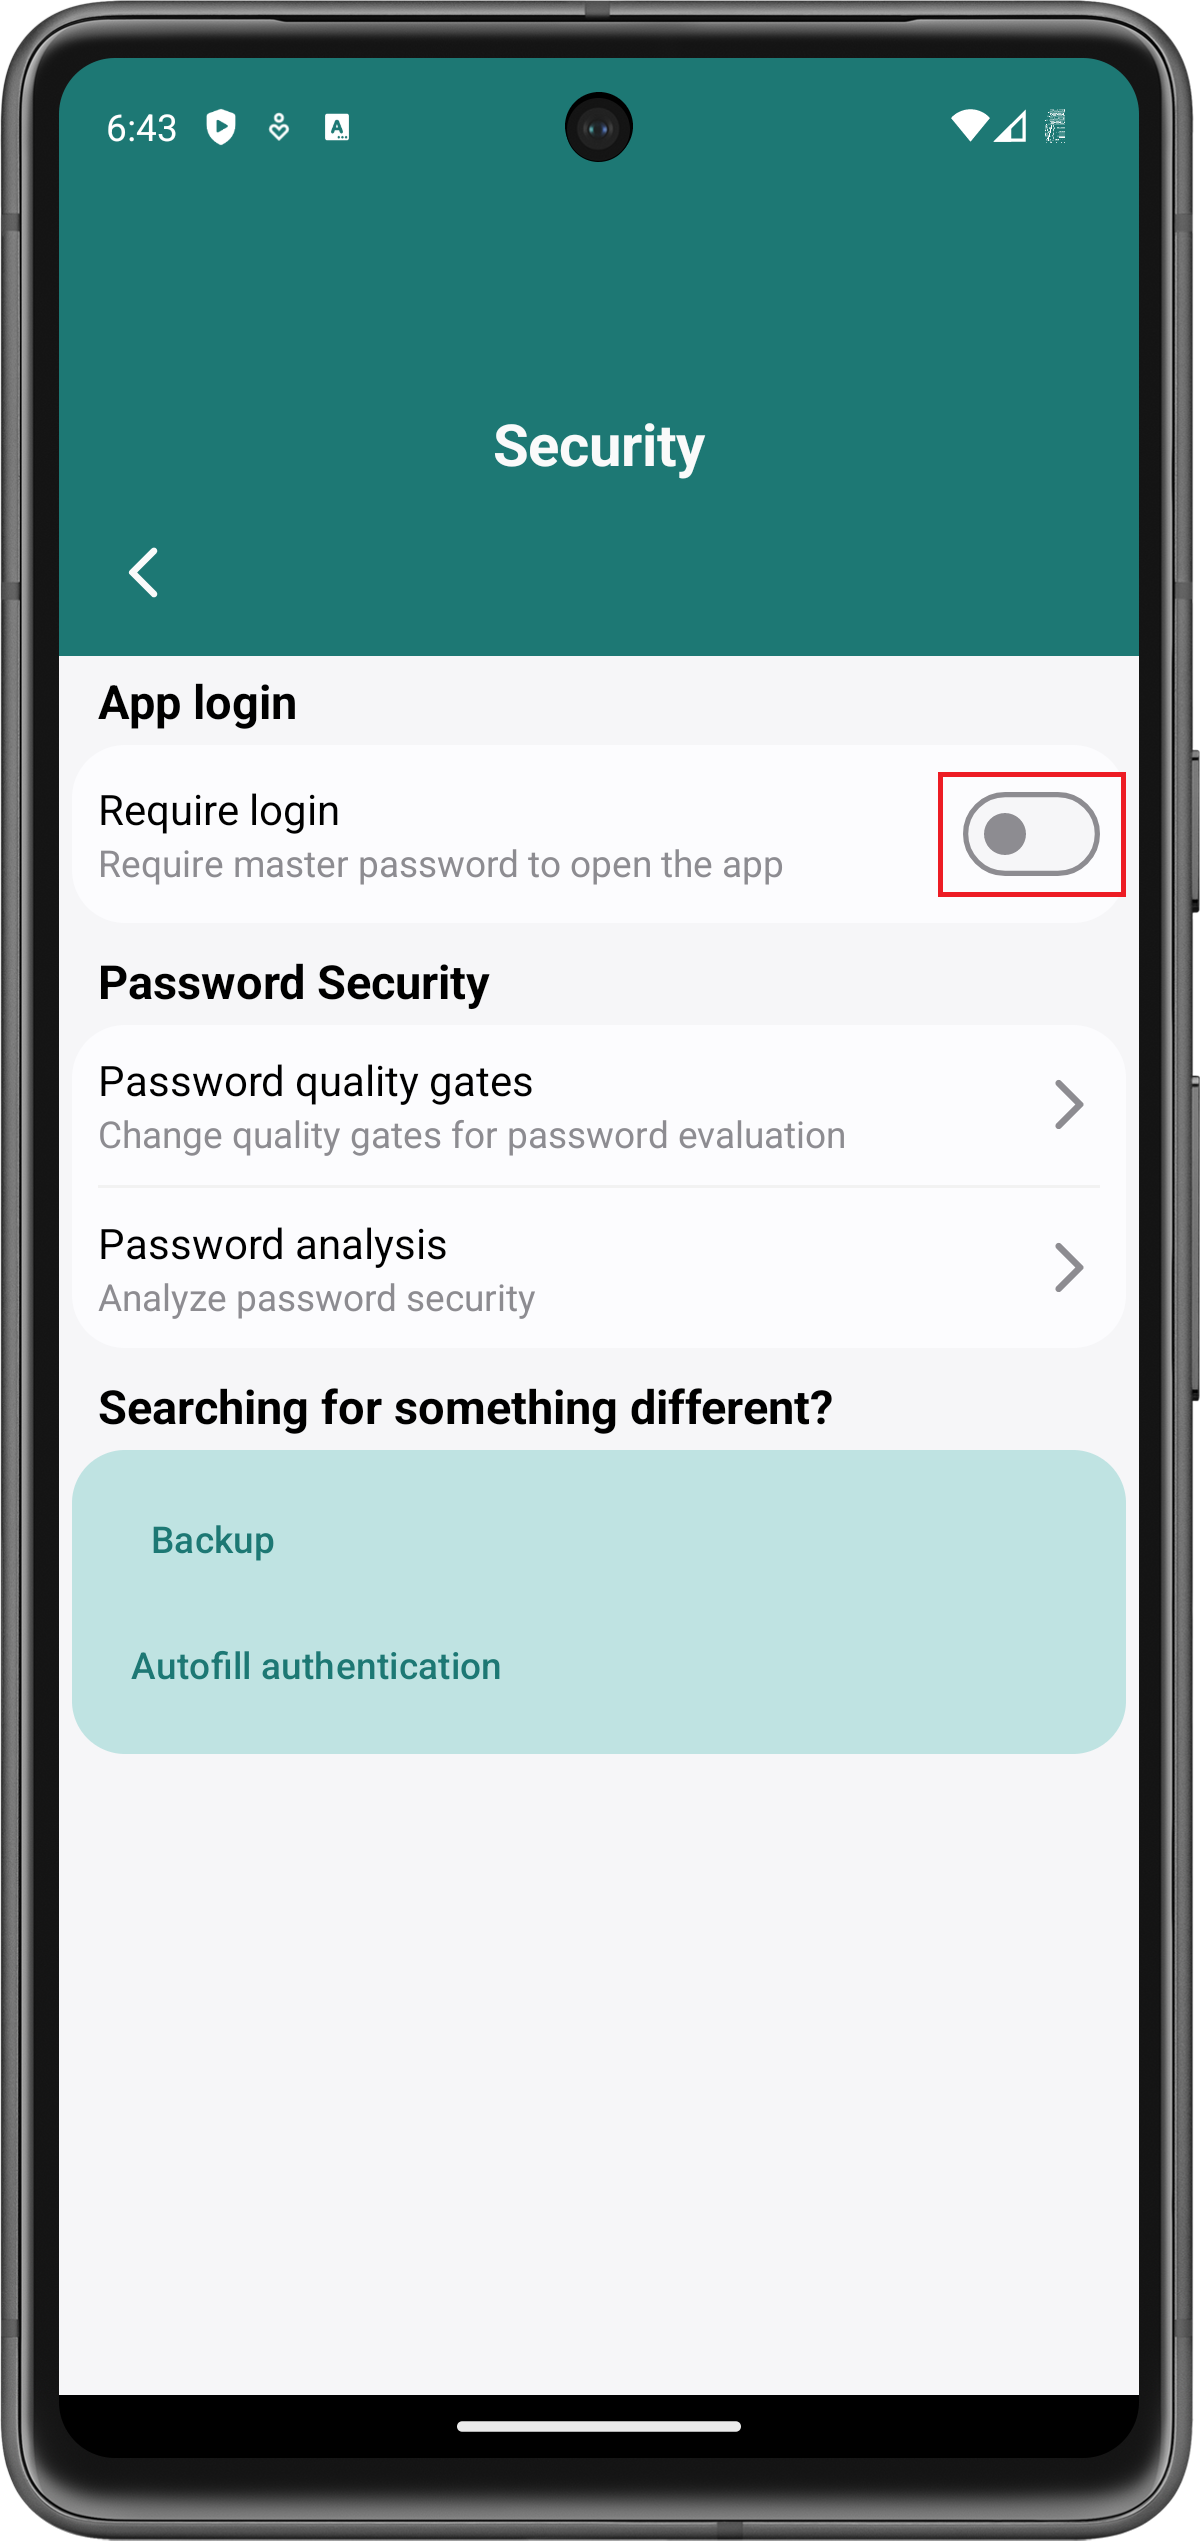 6:43
A
Security
App login
Require login
Require master password to open the app
Password Security
Password quality gates
Change quality gates for password evaluation
Password analysis
Analyze password security
Searching for something different?
Backup
Autofill authentication